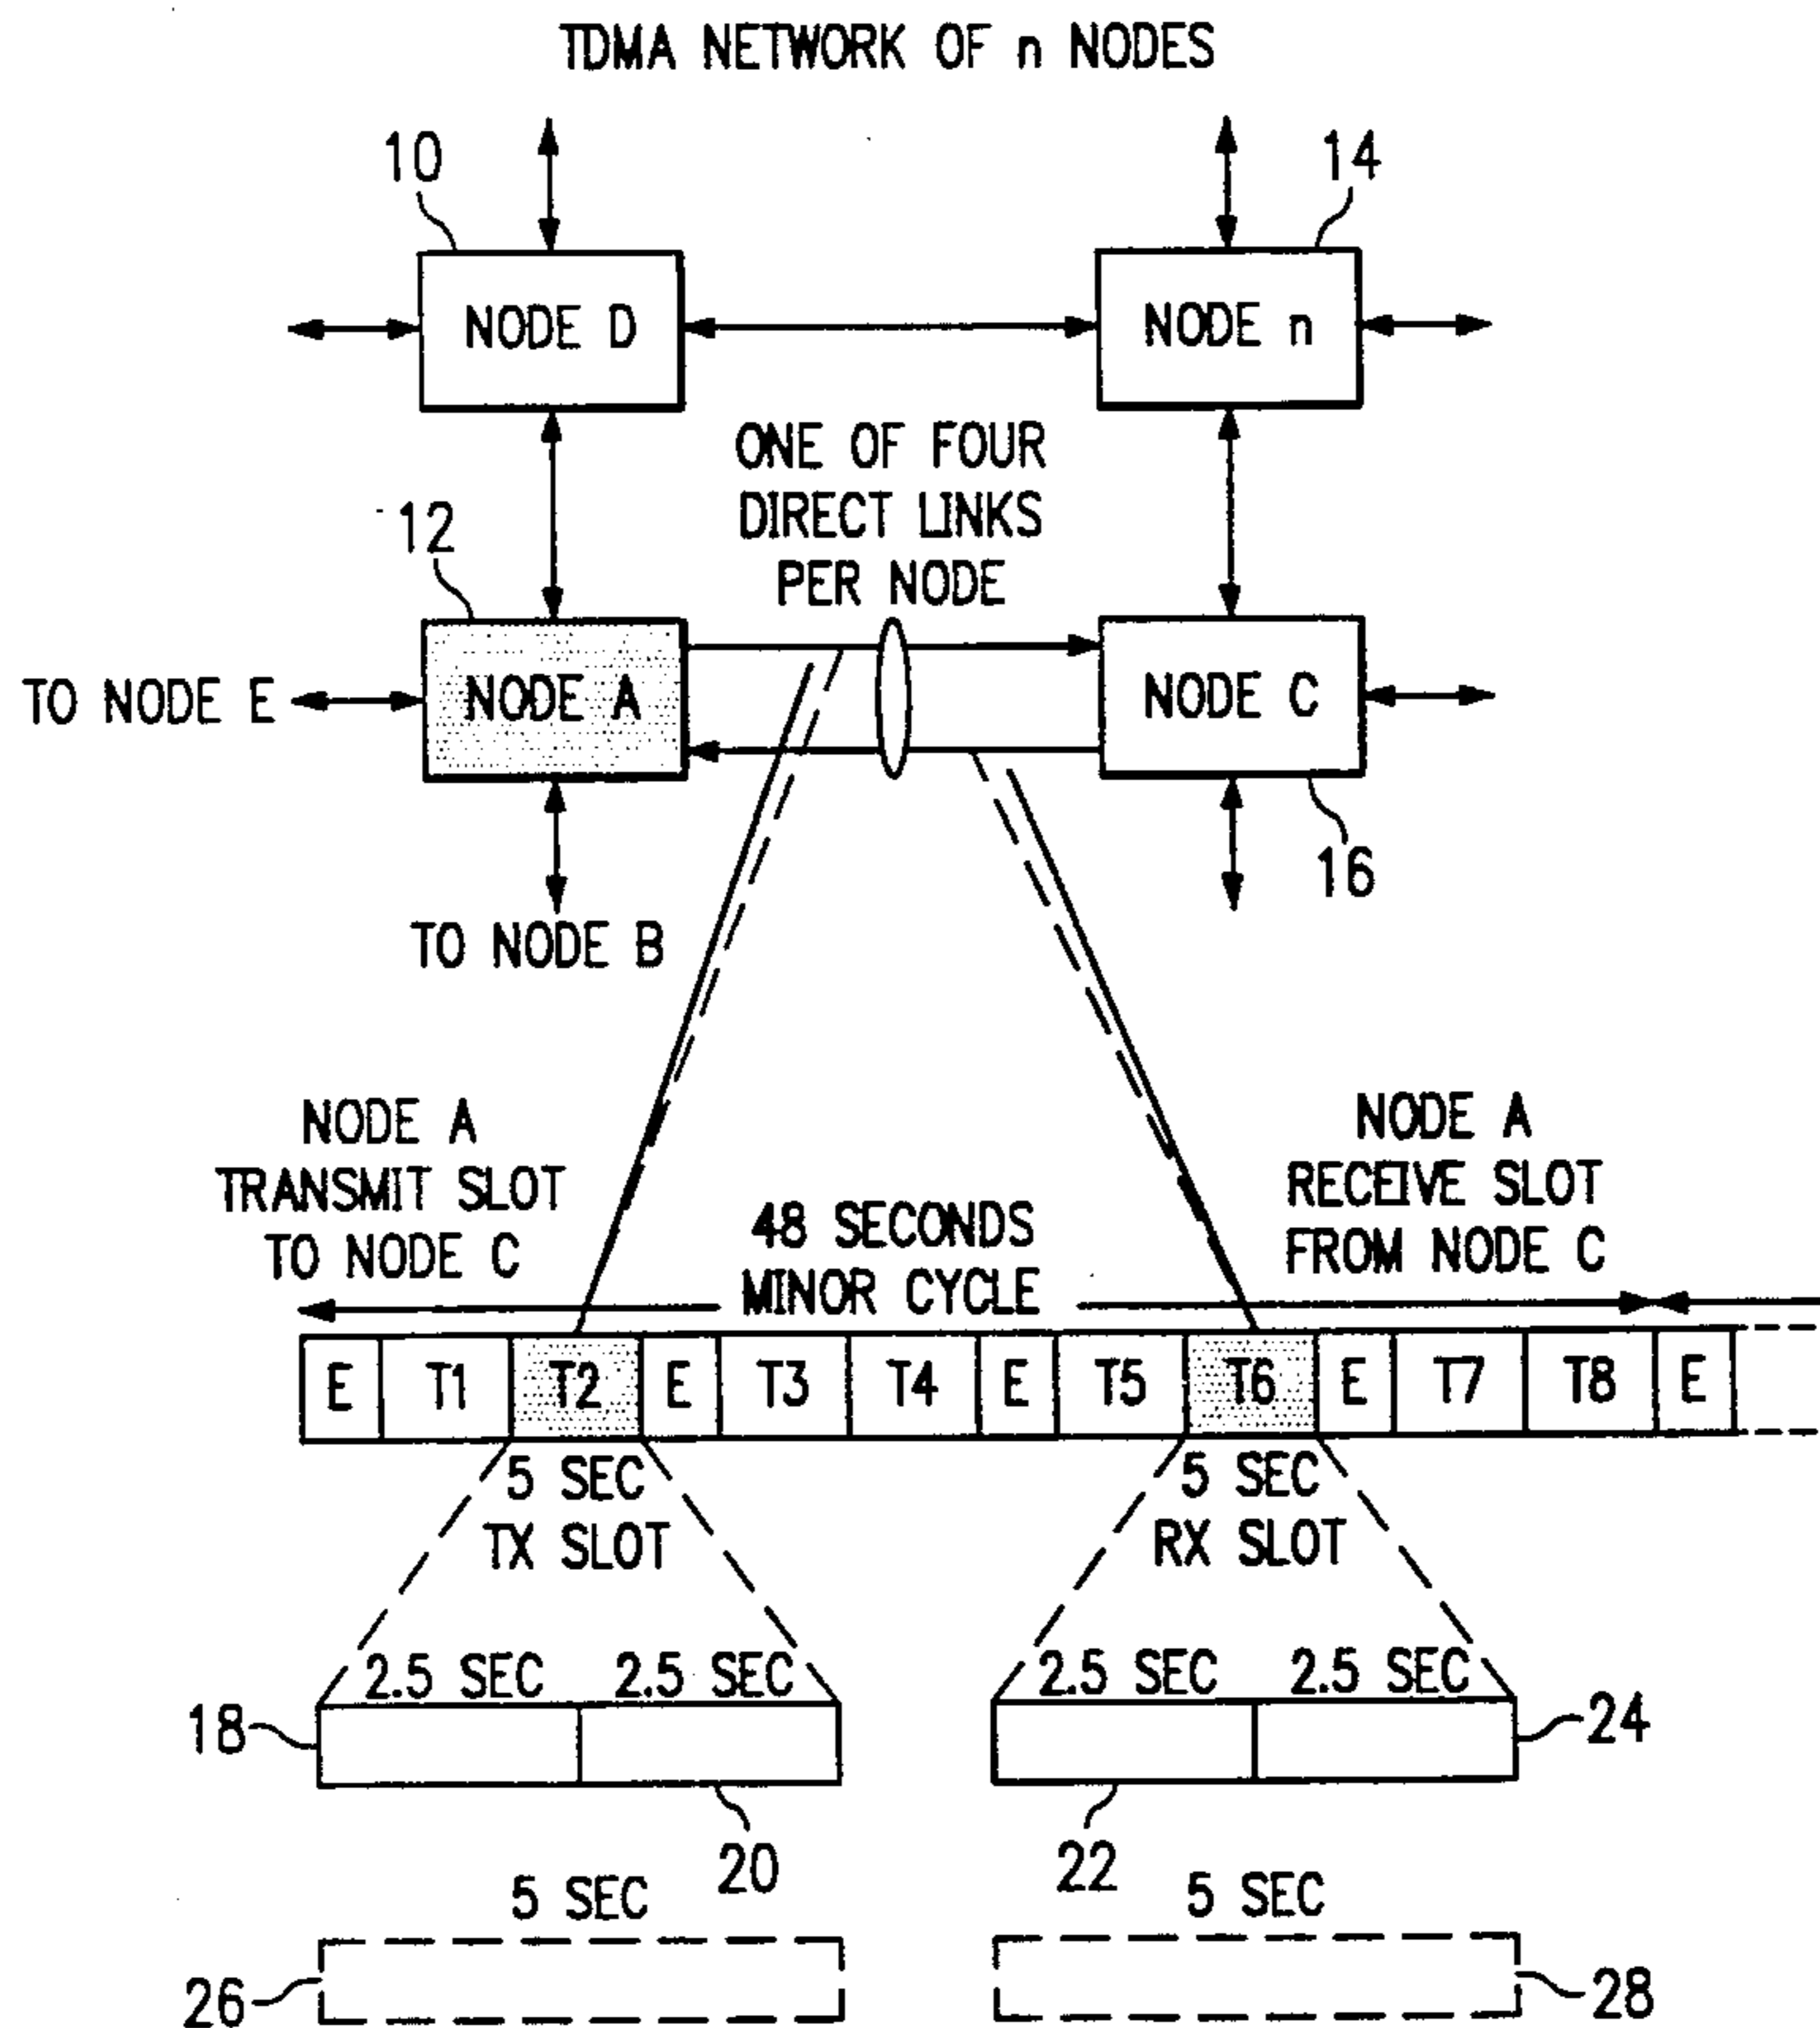 TDMA NETWORK OF n NODES
10
14
NODE D
NODE n
ONE OF FOUR
DIRECT LINKS
PER NODE
12
NODE A
NODE C
TO NODE E
16
TO NODE B
NODE A
TRANSMIT SLOT
TO NODE C
48 SECONDS
MINOR CYCLE
NODE A
RECEIVE SLOT
FROM NODE C
E T1 T2 E T3 T4 E T5 T6 E T7 T8 E
5 SEC
TX SLOT
5 SEC
RX SLOT
2.5 SEC 2.5 SEC
2.5 SEC 2.5 SEC
18
24
20
22
5 SEC
5 SEC
26
28